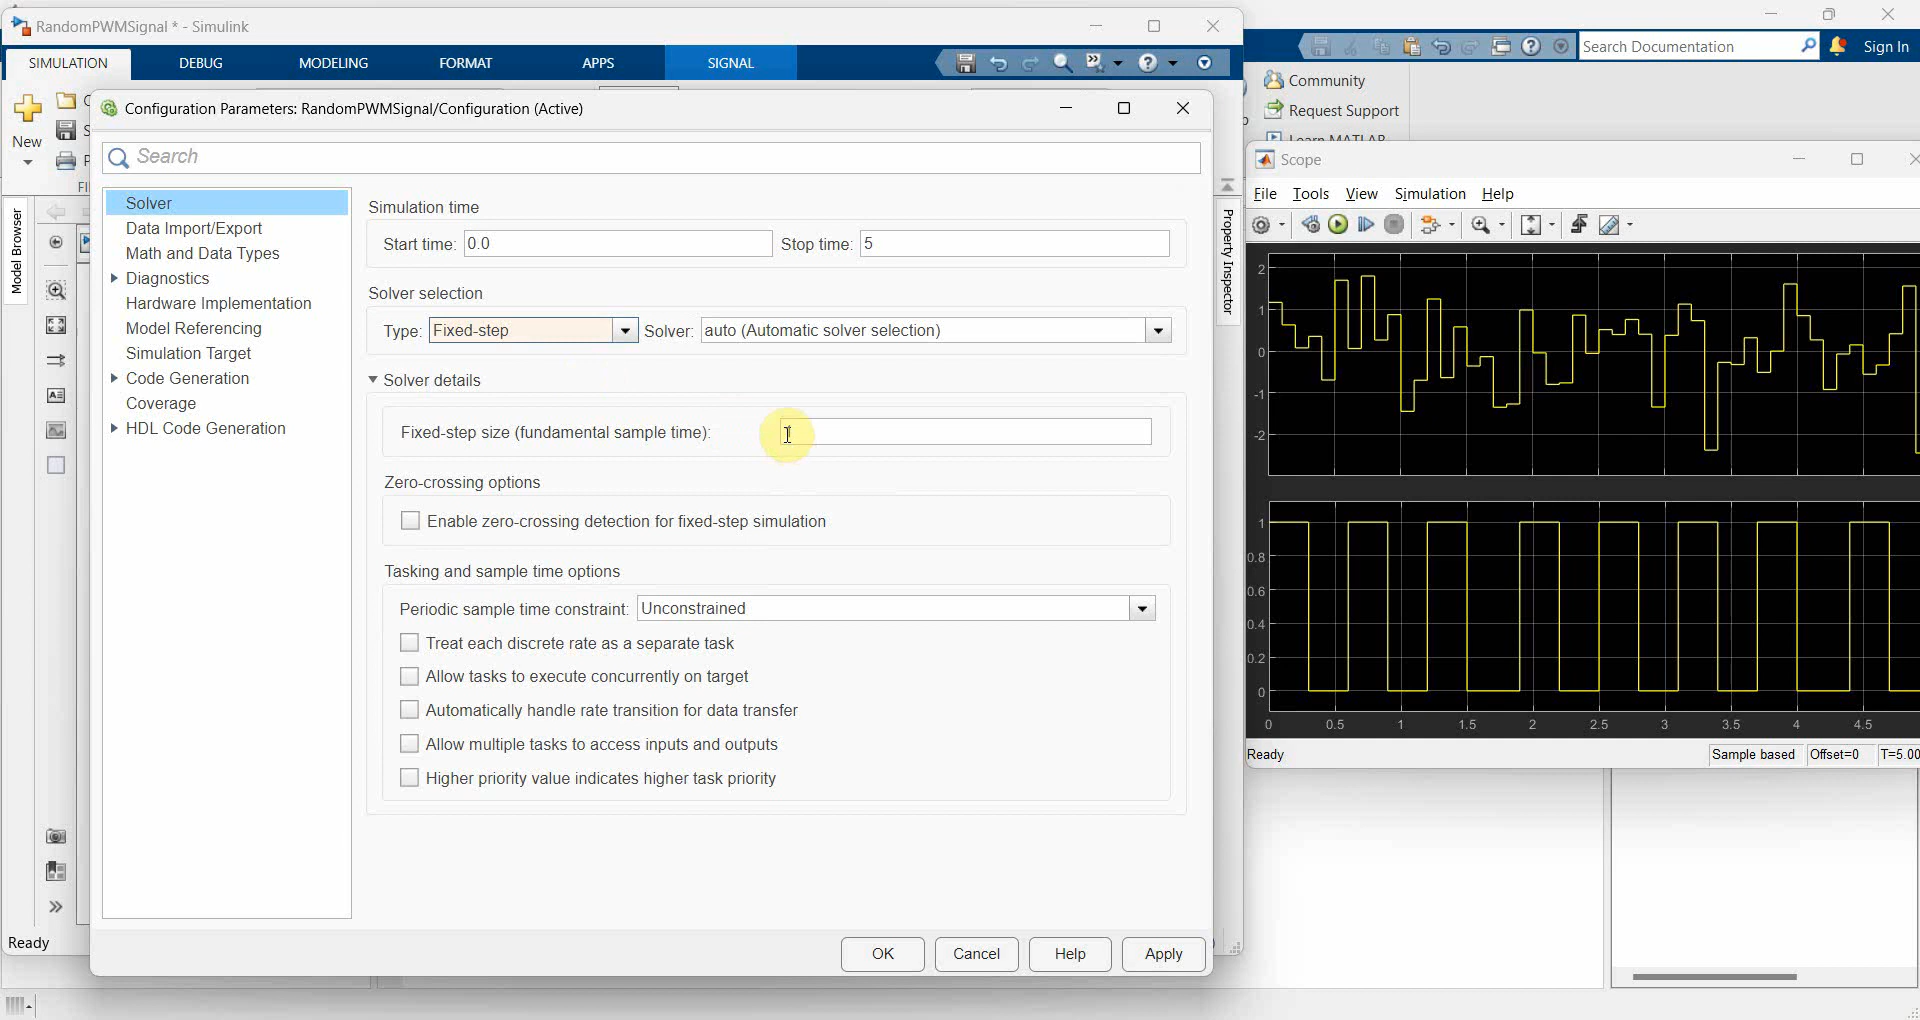 RandomPWMSignal * - Simulink
SIMULATION DEBUG MODELING FORMAT APPS SIGNAL
Search Documentation
Sign In
New
Community
Request Support
Learn MATLAB
Configuration Parameters: RandomPWMSignal/Configuration (Active)
Search
Model Browser
Property Inspector
Solver
Data Import/Export
Math and Data Types
Diagnostics
Hardware Implementation
Model Referencing
Simulation Target
Code Generation
Coverage
HDL Code Generation
Simulation time
Start time: 0.0 Stop time: 5
Solver selection
Type: Fixed-step Solver: auto (Automatic solver selection)
Solver details
Fixed-step size (fundamental sample time):
Zero-crossing options
Enable zero-crossing detection for fixed-step simulation
Tasking and sample time options
Periodic sample time constraint: Unconstrained
Treat each discrete rate as a separate task
Allow tasks to execute concurrently on target
Automatically handle rate transition for data transfer
Allow multiple tasks to access inputs and outputs
Higher priority value indicates higher task priority
OK Cancel Help Apply
Ready
Scope
File Tools View Simulation Help
2
1
0
-1
-2
1
0.8
0.6
0.4
0.2
0
0 0.5 1 1.5 2 2.5 3 3.5 4 4.5
Ready Sample based Offset=0 T=5.00